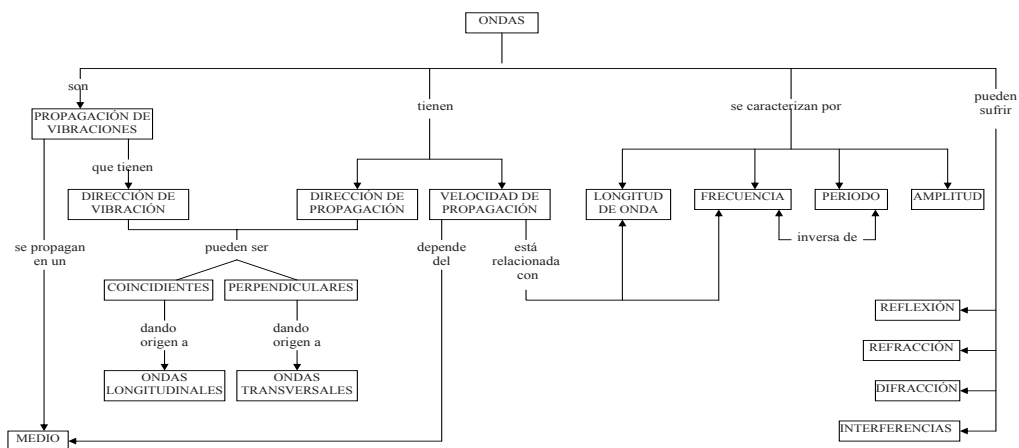 ONDAS
son
tienen
se caracterizan por
pueden
sufrir
PROPAGACIÓN DE
VIBRACIONES
que tienen
DIRECCIÓN DE
VIBRACIÓN
DIRECCIÓN DE
PROPAGACIÓN
VELOCIDAD DE
PROPAGACIÓN
LONGITUD
DE ONDA
FRECUENCIA
PERIODO
AMPLITUD
se propagan
en un
pueden ser
depende
del
está
relacionada
con
inversa de
COINCIDIENTES
PERPENDICULARES
dando
origen a
dando
origen a
ONDAS
LONGITUDINALES
ONDAS
TRANSVERSALES
REFLEXIÓN
REFRACCIÓN
DIFRACCIÓN
INTERFERENCIAS
MEDIO